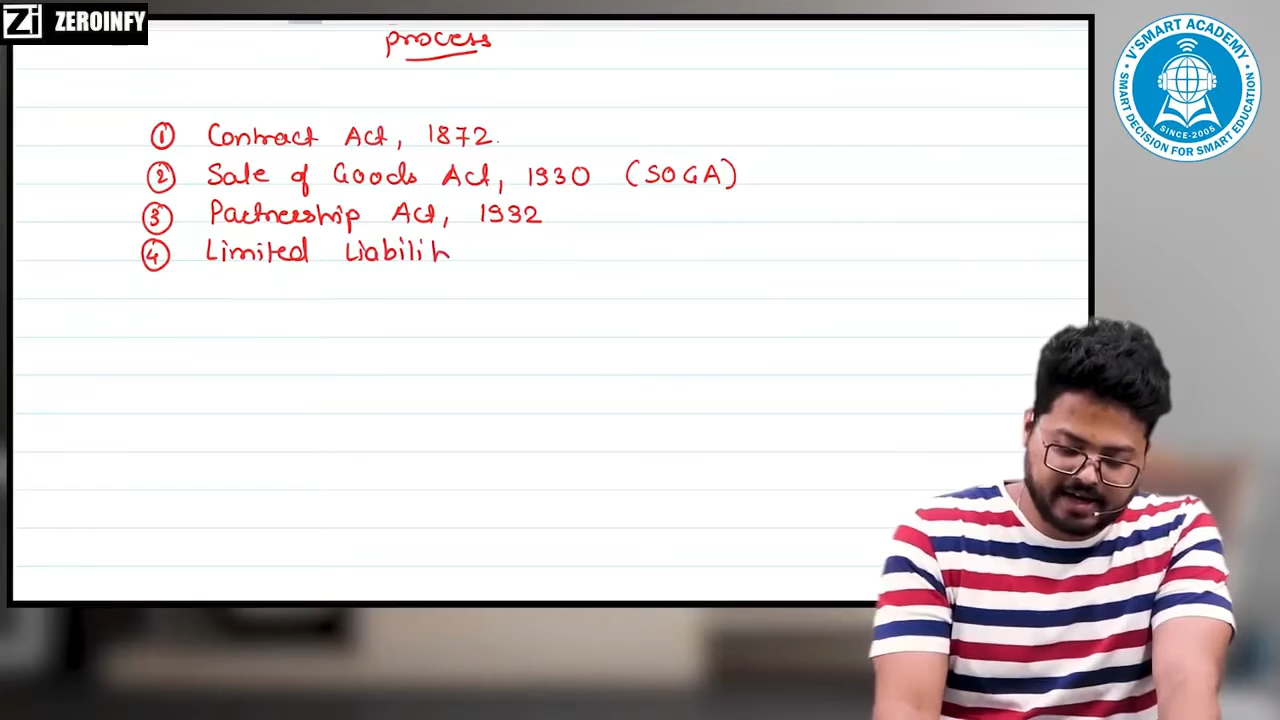 Zi ZEROINFY
process
V'SMART ACADEMY
SMART DECISION FOR SMART EDUCATION
SINCE-2005
① Contract Act, 1872.
② Sale of Goods Act, 1930 (SOGA)
③ Partnership Act, 1932
④ Limited Liabilit